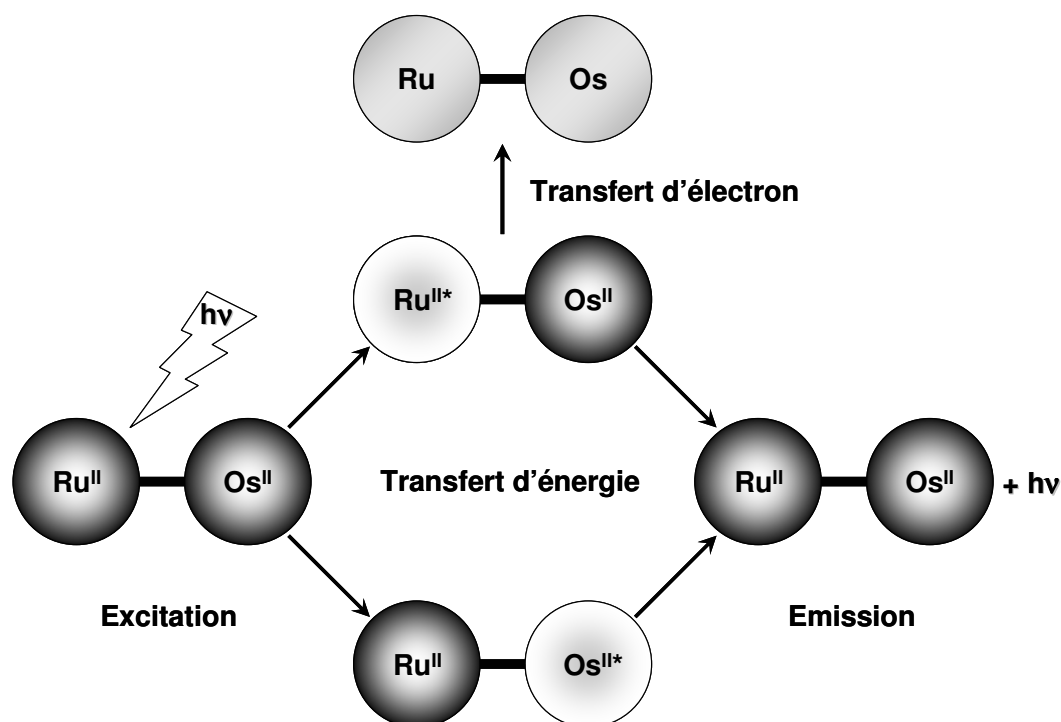 Ru Os
Transfert d’électron
Ru^II* Os^II
hν
Ru^II Os^II Transfert d’énergie Ru^II Os^II + hν
Excitation Emission
Ru^II Os^II*